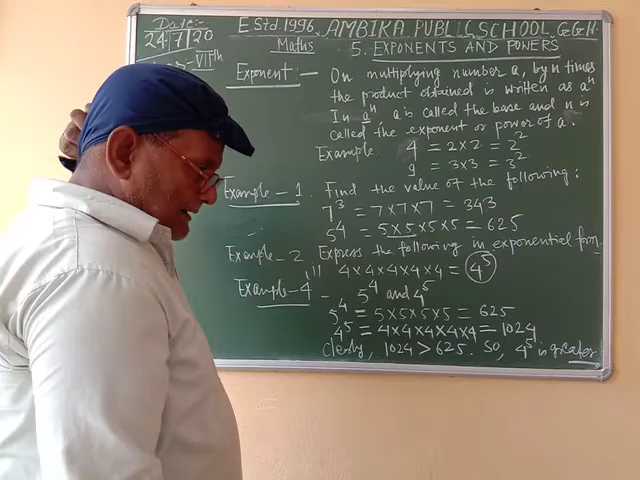 Date:-
24/7/20
VIIth
ESTd.1996, AMBIKA PUBLIC SCHOOL, G.G.H.
Maths 5. EXPONENTS AND POWERS
Exponent:— On multiplying number a, by n times
the product obtained is written as aⁿ
In aⁿ, a is called the base and n is
called the exponent or power of a.
Example 4 = 2×2 = 2²
9 = 3×3 = 3²
Example-1 Find the value of the following:
7³ = 7×7×7 = 343
5⁴ = 5×5×5×5 = 625
Example-2 Express the following in exponential form
4×4×4×4×4 = 4⁵
Example-4 5⁴ and 4⁵
5⁴ = 5×5×5×5 = 625
4⁵ = 4×4×4×4×4 = 1024
Clearly, 1024 > 625. So, 4⁵ is greater